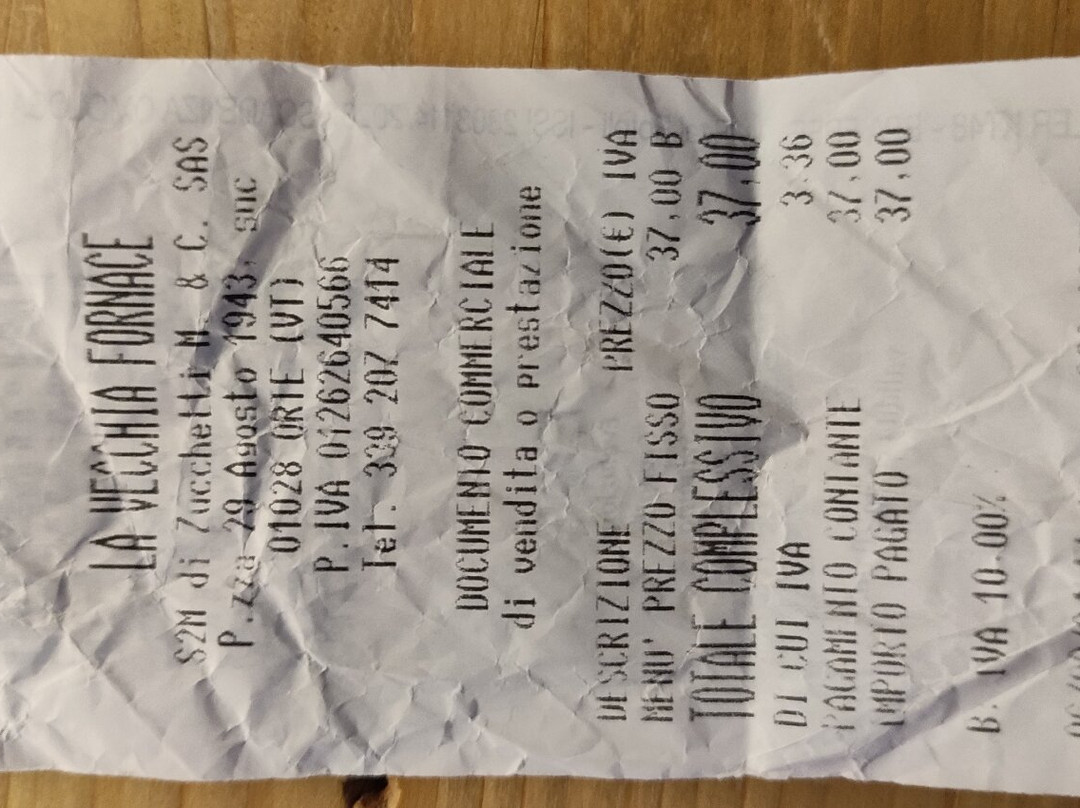 LA VECCHIA FORNACE
S2M di Zucchetti M. & C. SAS
P.zza 29 Agosto 1943, snc
01028 ORTE (VT)
P. IVA 01262640566
Tel. 339 207 7414
DOCUMENTO COMMERCIALE
di vendita o prestazione
DESCRIZIONE PREZZO(€) IVA
MENU' PREZZO FISSO 37,00 B
TOTALE COMPLESSIVO 37,00
DI CUI IVA 3,36
PAGAMENTO CONTANTE 37,00
IMPORTO PAGATO 37,00
B. IVA 10.00%